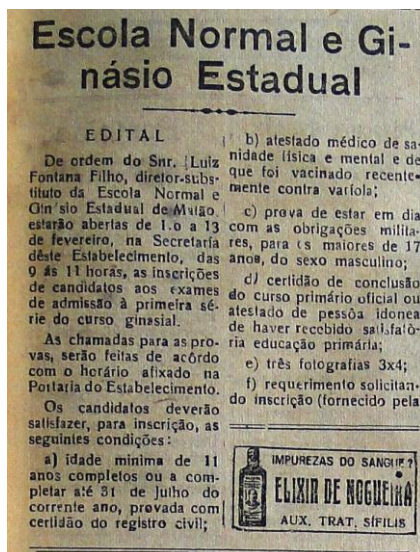 Escola Normal e Gi-
násio Estadual
EDITAL
De ordem do Snr. Luiz
Fontana Filho, diretor-subs-
tituto da Escola Normal e
Gin'sio Estadual de Matão,
estarão abertas de 1.o a 13
de fevereiro, na Secretaria
dêste Estabelecimento, das
9 ás 11 horas, as inscrições
de candidatos aos exames
de admissão à primeira sé-
rie do curso ginasial.
As chamadas para as pro-
vas, serão feitas de acôrdo
com o horário afixado na
Portaria do Estabelecimento.
Os candidatos deverão
satisfazer, para inscrição, as
seguintes condições:
a) idade minima de 11
anos completos ou a com-
pletar até 31 de Julho do
corrente ano, provada com
certidão do registro civil;
b) atestado médico de sa-
nidade física e mental e de
que foi vacinado recente-
mente contra varíola;
c) prova de estar em dia
com as obrigações milita-
res, para os maiores de 17
anos, do sexo masculino;
d) certidão de conclusão
do curso primário oficial ou
atestado de pessôa idonea
de haver recebido satisfató-
ria educação primária;
e) três fotografias 3x4;
f) requerimento solicitan-
do inscrição (fornecido pela
IMPUREZAS DO SANGUE?
ELIXIR DE NOGUEIRA
AUX. TRAT. SÍFILIS